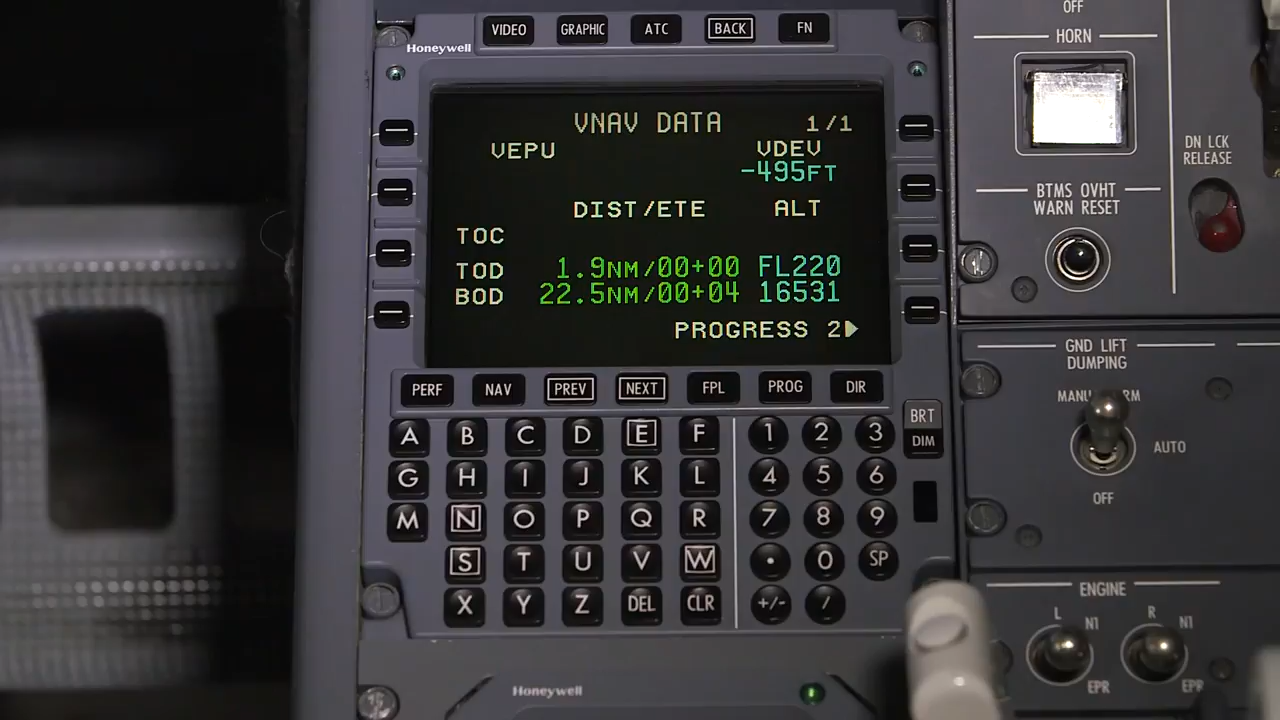 VIDEO GRAPHIC ATC BACK FN
Honeywell
VNAV DATA 1/1
VEPU VDEV
-495FT
DIST/ETE ALT
TOC
TOD 1.9NM/00+00 FL220
BOD 22.5NM/00+04 16531
PROGRESS 2
PERF NAV PREV NEXT FPL PROG DIR
BRT
DIM
A B C D E F 1 2 3
G H I J K L 4 5 6
M N O P Q R 7 8 9
S T U V W • 0 SP
X Y Z DEL CLR +/- /
Honeywell
OFF
HORN
DN LCK
RELEASE
BTMS OVHT
WARN RESET
GND LIFT
DUMPING
AUTO
OFF
ENGINE
L R
N1 N1
EPR EPR